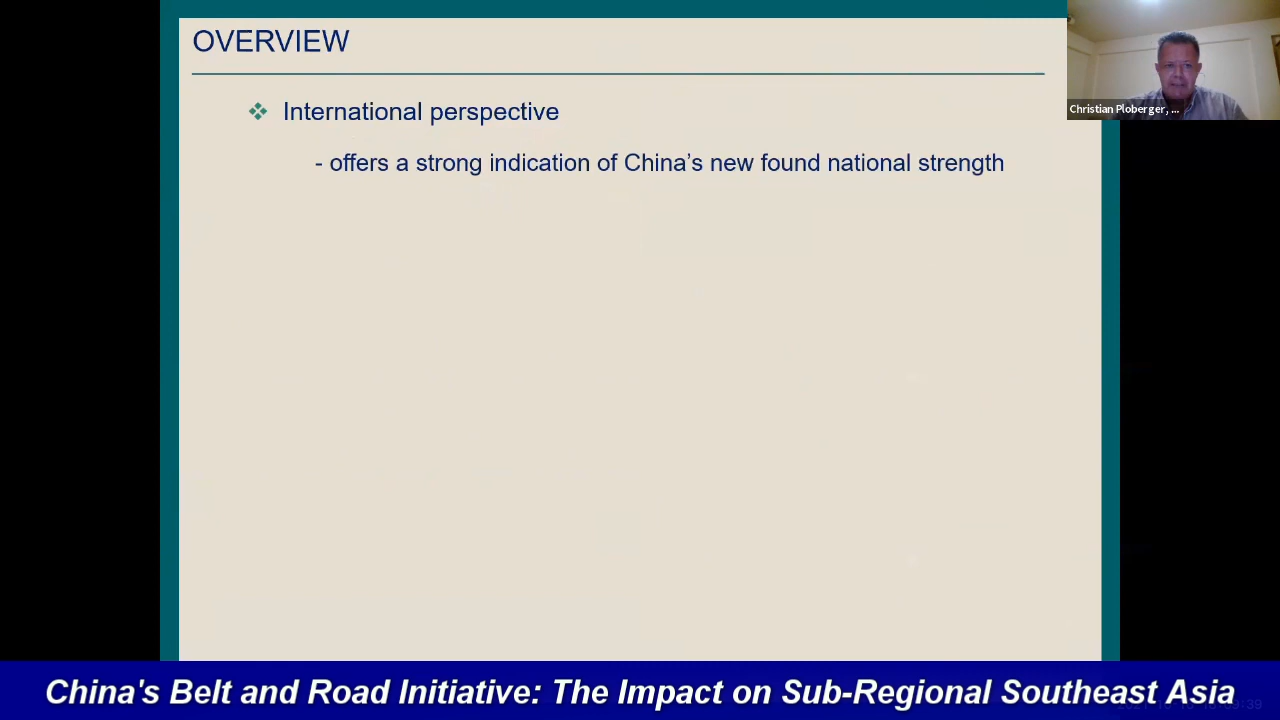 OVERVIEW
❖ International perspective
- offers a strong indication of China’s new found national strength
Christian Ploberger, ...
China's Belt and Road Initiative: The Impact on Sub-Regional Southeast Asia